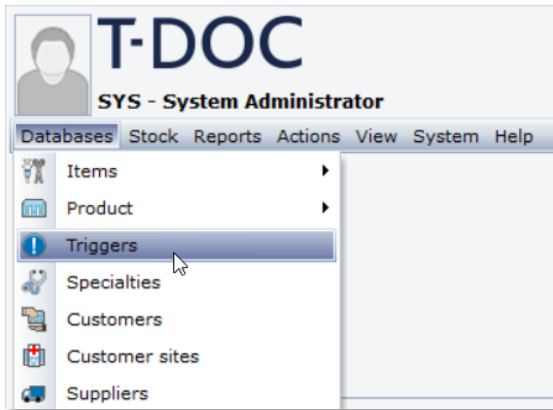 T-DOC
SYS - System Administrator
Databases Stock Reports Actions View System Help
Items
Product
Triggers
Specialties
Customers
Customer sites
Suppliers